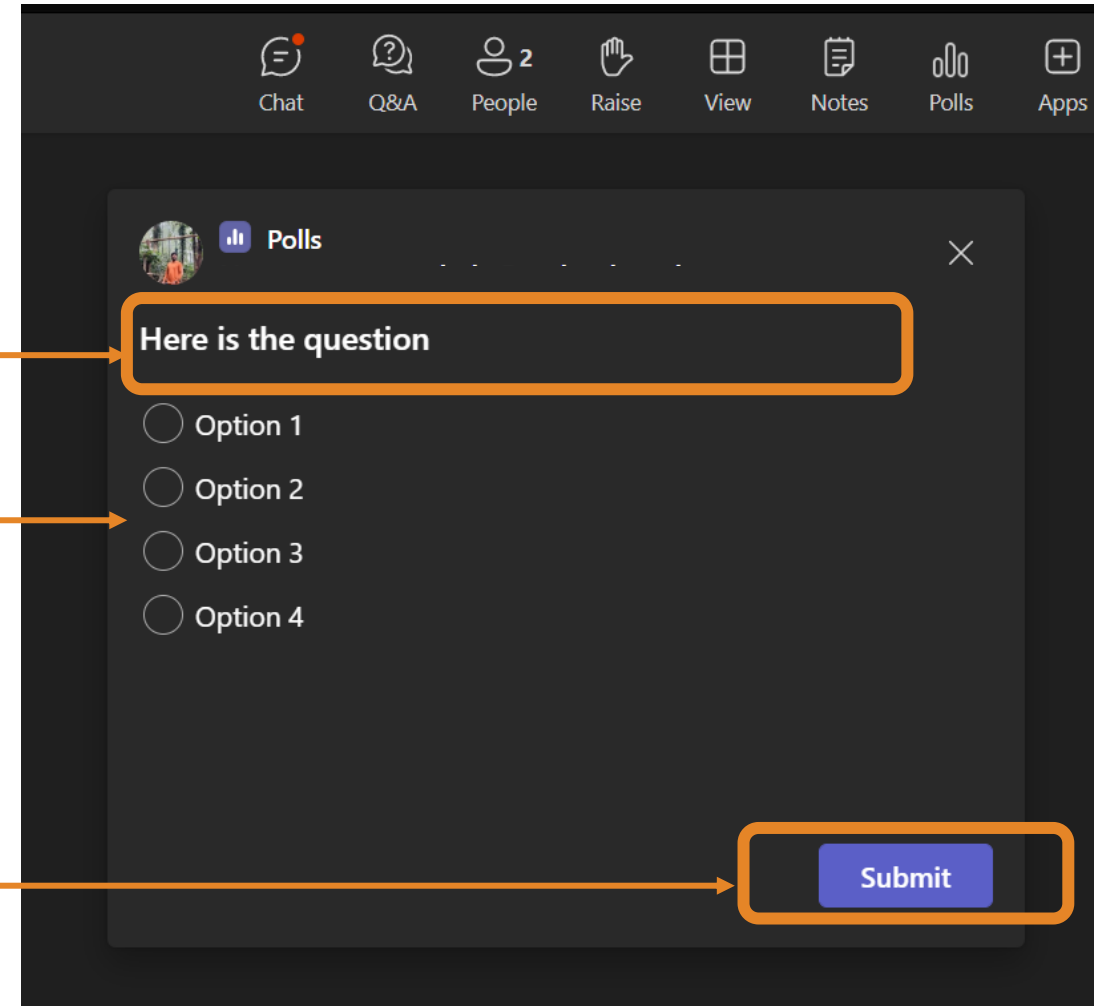 Chat Q&A People 2 Raise View Notes Polls Apps
Polls
Here is the question
Option 1
Option 2
Option 3
Option 4
Submit